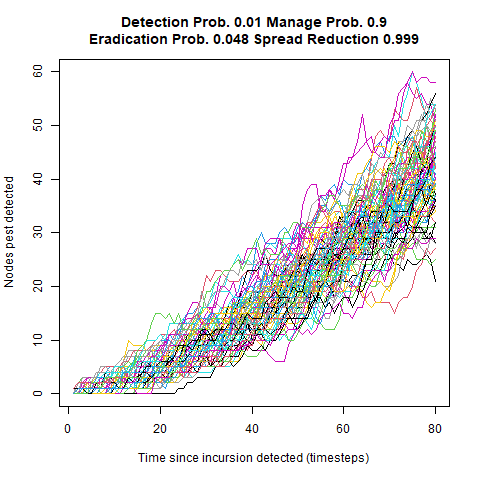 Detection Prob. 0.01 Manage Prob. 0.9
Eradication Prob. 0.048 Spread Reduction 0.999
Nodes pest detected
60
50
40
30
20
10
0
0 20 40 60 80
Time since incursion detected (timesteps)